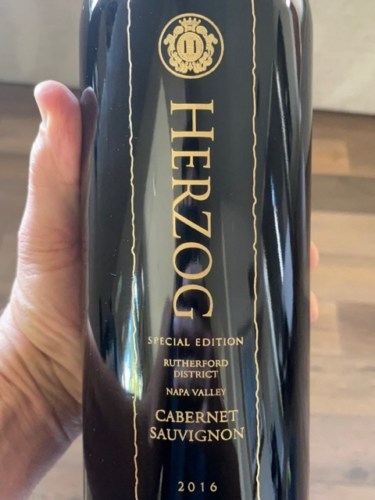 H
HERZOG
SPECIAL EDITION
RUTHERFORD
DISTRICT
NAPA VALLEY
CABERNET
SAUVIGNON
2016